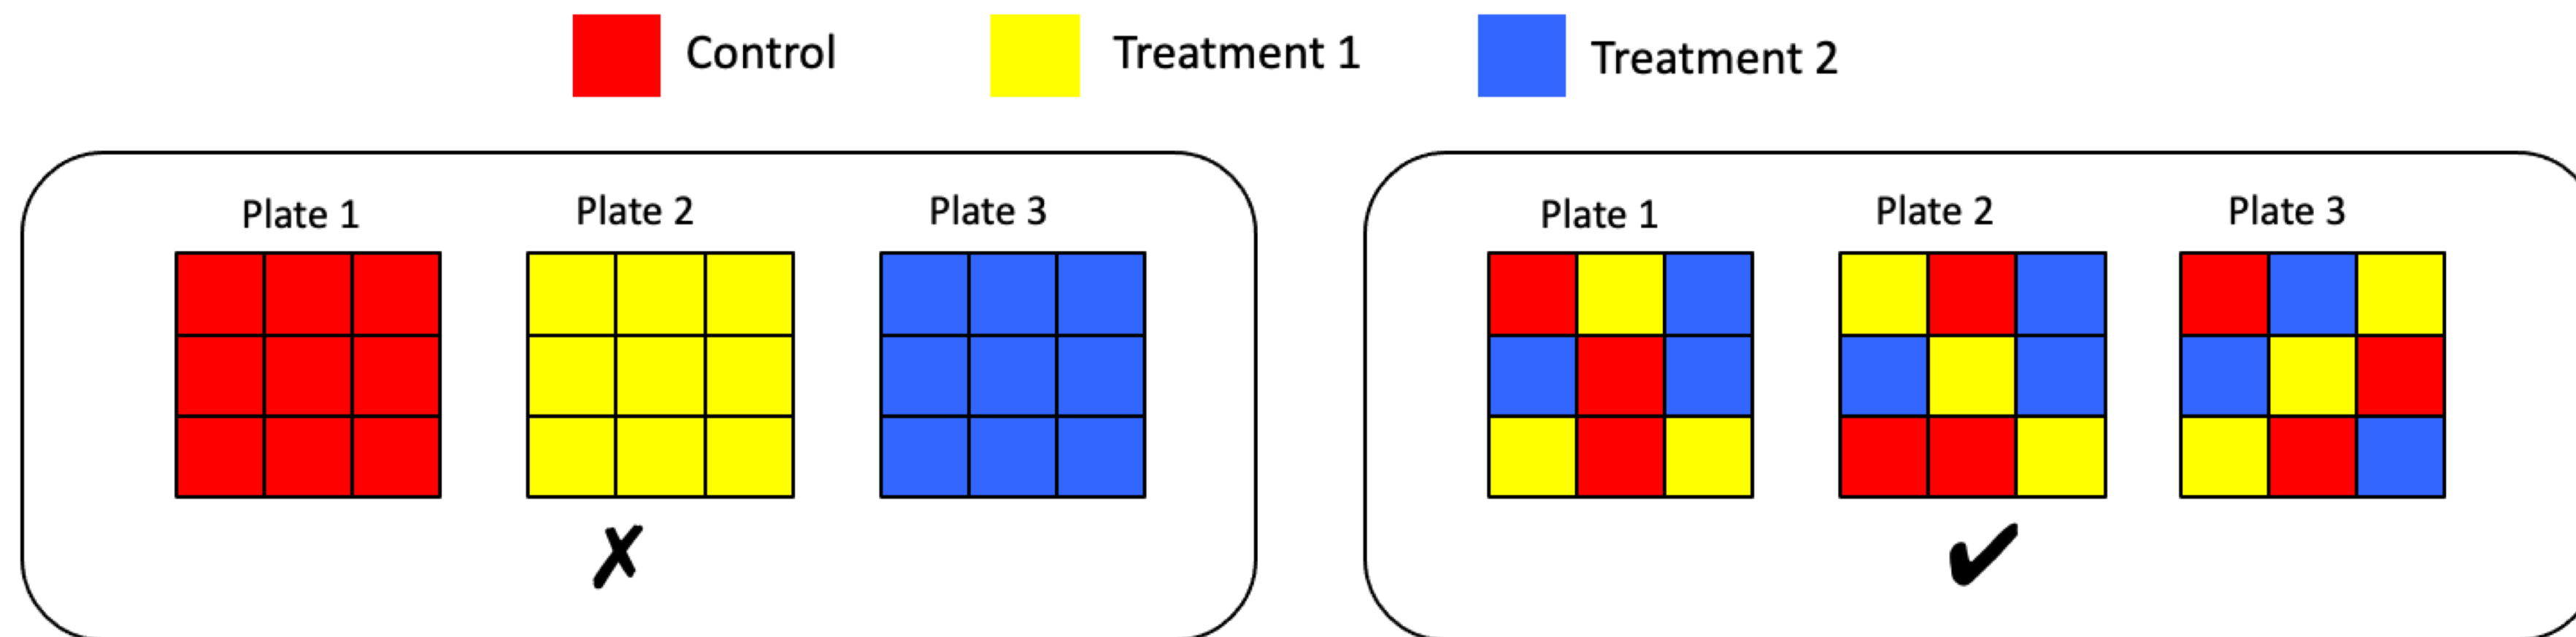 Control
Treatment 1
Treatment 2
Plate 1
Plate 2
Plate 3
Plate 1
Plate 2
Plate 3
✗
✔